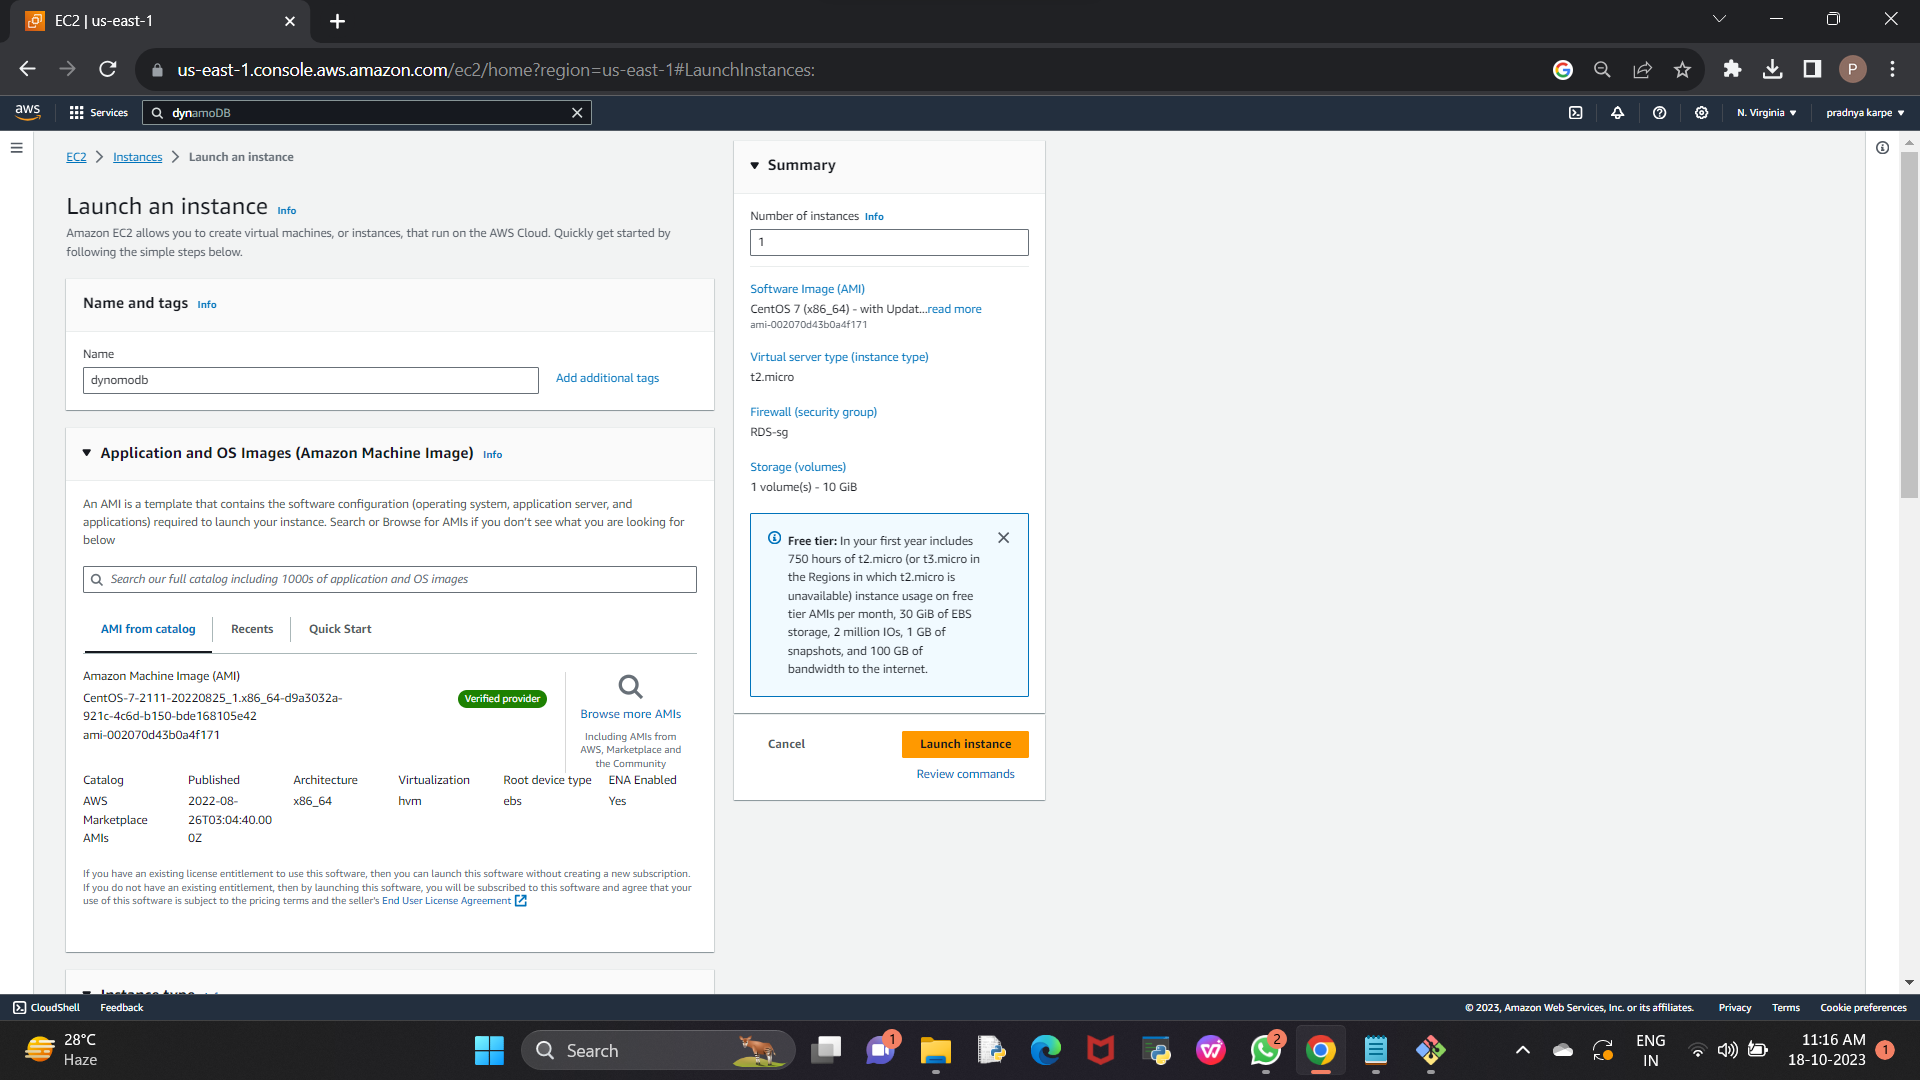 EC2 | us-east-1
us-east-1.console.aws.amazon.com/ec2/home?region=us-east-1#LaunchInstances:
P
aws
Services
dynamoDB
N. Virginia
pradnya karpe
EC2
Instances
Launch an instance
Launch an instance Info
Amazon EC2 allows you to create virtual machines, or instances, that run on the AWS Cloud. Quickly get started by
following the simple steps below.
Name and tags Info
Name
dynomodb
Add additional tags
Application and OS Images (Amazon Machine Image) Info
An AMI is a template that contains the software configuration (operating system, application server, and
applications) required to launch your instance. Search or Browse for AMIs if you don't see what you are looking for
below
Search our full catalog including 1000s of application and OS images
AMI from catalog
Recents
Quick Start
Amazon Machine Image (AMI)
CentOS-7-2111-20220825_1.x86_64-d9a3032a-
921c-4c6d-b150-bde168105e42
ami-002070d43b0a4f171
Verified provider
Browse more AMIs
Including AMIs from
AWS, Marketplace and
the Community
Catalog
AWS
Marketplace
AMIs
Published
2022-08-
26T03:04:40.00
0Z
Architecture
x86_64
Virtualization
hvm
Root device type
ebs
ENA Enabled
Yes
If you have an existing license entitlement to use this software, then you can launch this software without creating a new subscription.
If you do not have an existing entitlement, then by launching this software, you will be subscribed to this software and agree that your
use of this software is subject to the pricing terms and the seller's End User License Agreement
Instance type
Summary
Number of instances Info
1
Software Image (AMI)
CentOS 7 (x86_64) - with Updat...read more
ami-002070d43b0a4f171
Virtual server type (instance type)
t2.micro
Firewall (security group)
RDS-sg
Storage (volumes)
1 volume(s) - 10 GiB
Free tier: In your first year includes
750 hours of t2.micro (or t3.micro in
the Regions in which t2.micro is
unavailable) instance usage on free
tier AMIs per month, 30 GiB of EBS
storage, 2 million IOs, 1 GB of
snapshots, and 100 GB of
bandwidth to the internet.
Cancel
Launch instance
Review commands
CloudShell
Feedback
© 2023, Amazon Web Services, Inc. or its affiliates.
Privacy
Terms
Cookie preferences
28°C
Haze
Search
1
2
ENG
IN
11:16 AM
18-10-2023
1